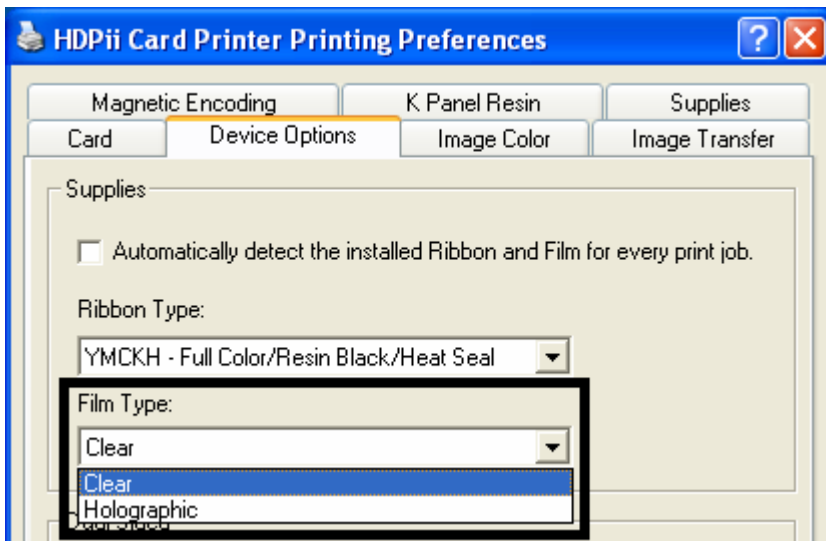 HDPii Card Printer Printing Preferences
Magnetic Encoding K Panel Resin Supplies
Card Device Options Image Color Image Transfer
Supplies
Automatically detect the installed Ribbon and Film for every print job.
Ribbon Type:
YMCKH - Full Color/Resin Black/Heat Seal
Film Type:
Clear
Clear
Holographic
Dual Sided